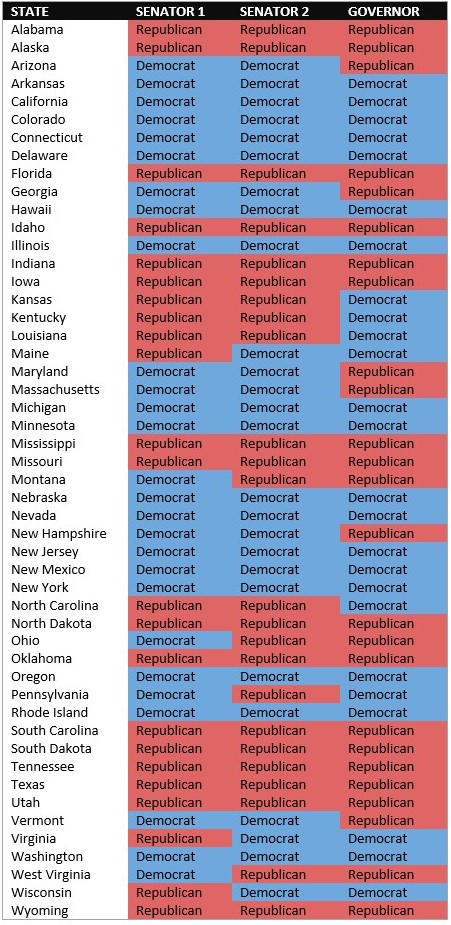 STATE SENATOR 1 SENATOR 2 GOVERNOR
Alabama Republican Republican Republican
Alaska Republican Republican Republican
Arizona Democrat Democrat Republican
Arkansas Democrat Democrat Democrat
California Democrat Democrat Democrat
Colorado Democrat Democrat Democrat
Connecticut Democrat Democrat Democrat
Delaware Democrat Democrat Democrat
Florida Republican Republican Republican
Georgia Democrat Democrat Republican
Hawaii Democrat Democrat Democrat
Idaho Republican Republican Republican
Illinois Democrat Democrat Democrat
Indiana Republican Republican Republican
Iowa Republican Republican Republican
Kansas Republican Republican Democrat
Kentucky Republican Republican Democrat
Louisiana Republican Republican Democrat
Maine Republican Democrat Democrat
Maryland Democrat Democrat Republican
Massachusetts Democrat Democrat Republican
Michigan Democrat Democrat Democrat
Minnesota Democrat Democrat Democrat
Mississippi Republican Republican Republican
Missouri Republican Republican Republican
Montana Democrat Republican Republican
Nebraska Democrat Democrat Democrat
Nevada Democrat Democrat Democrat
New Hampshire Democrat Democrat Republican
New Jersey Democrat Democrat Democrat
New Mexico Democrat Democrat Democrat
New York Democrat Democrat Democrat
North Carolina Republican Republican Democrat
North Dakota Republican Republican Republican
Ohio Democrat Republican Republican
Oklahoma Republican Republican Republican
Oregon Democrat Democrat Democrat
Pennsylvania Democrat Republican Democrat
Rhode Island Democrat Democrat Democrat
South Carolina Republican Republican Republican
South Dakota Republican Republican Republican
Tennessee Republican Republican Republican
Texas Republican Republican Republican
Utah Republican Republican Republican
Vermont Democrat Democrat Republican
Virginia Republican Democrat Democrat
Washington Democrat Democrat Democrat
West Virginia Democrat Republican Republican
Wisconsin Republican Democrat Democrat
Wyoming Republican Republican Republican